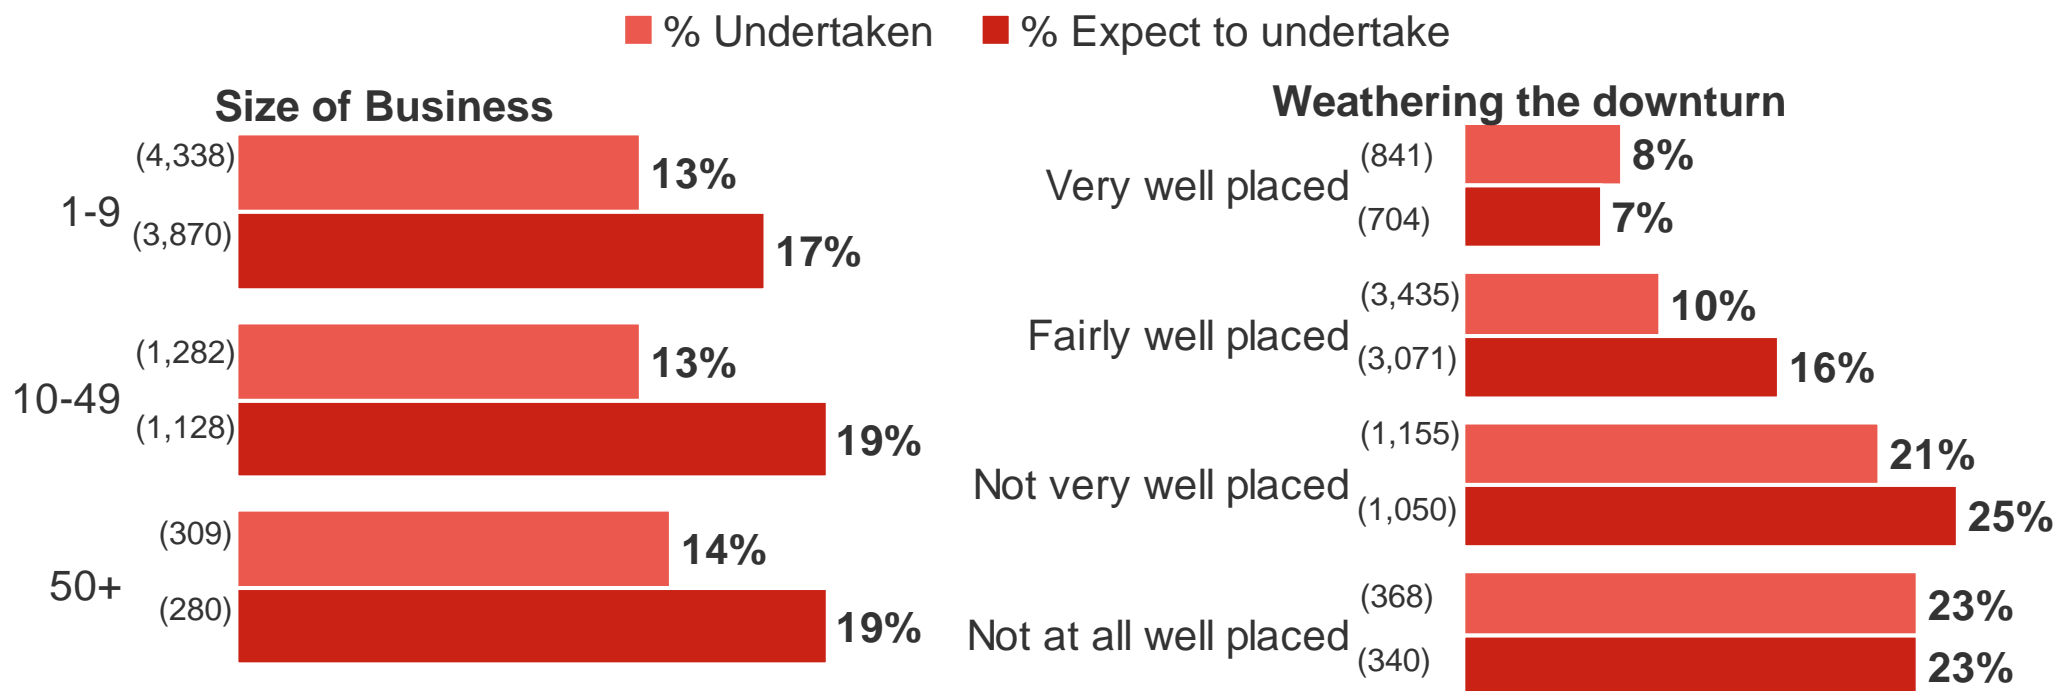 % Undertaken % Expect to undertake
Size of Business
(4,338) 13%
1-9
(3,870) 17%
(1,282) 13%
10-49
(1,128) 19%
(309) 14%
50+
(280) 19%
Weathering the downturn
(841) 8%
Very well placed
(704) 7%
(3,435) 10%
Fairly well placed
(3,071) 16%
(1,155) 21%
Not very well placed
(1,050) 25%
(368) 23%
Not at all well placed
(340) 23%